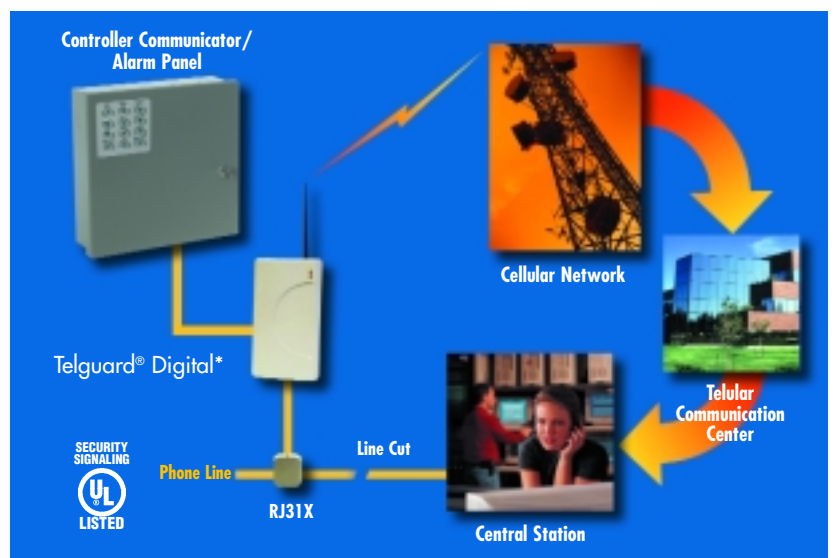 Controller Communicator/
Alarm Panel
Cellular Network
Telguard® Digital*
Telular
Communication
Center
SECURITY
SIGNALING
UL
®
LISTED
Phone Line
Line Cut
RJ31X
Central Station